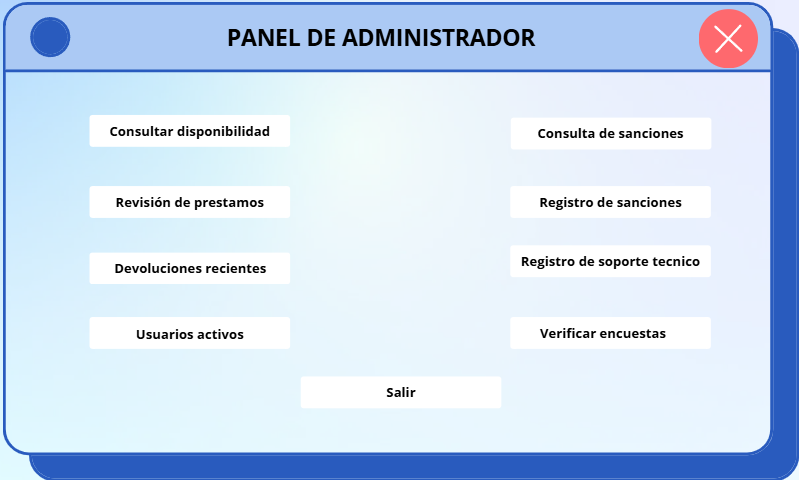 PANEL DE ADMINISTRADOR
Consultar disponibilidad
Consulta de sanciones
Revisión de prestamos
Registro de sanciones
Devoluciones recientes
Registro de soporte tecnico
Usuarios activos
Verificar encuestas
Salir